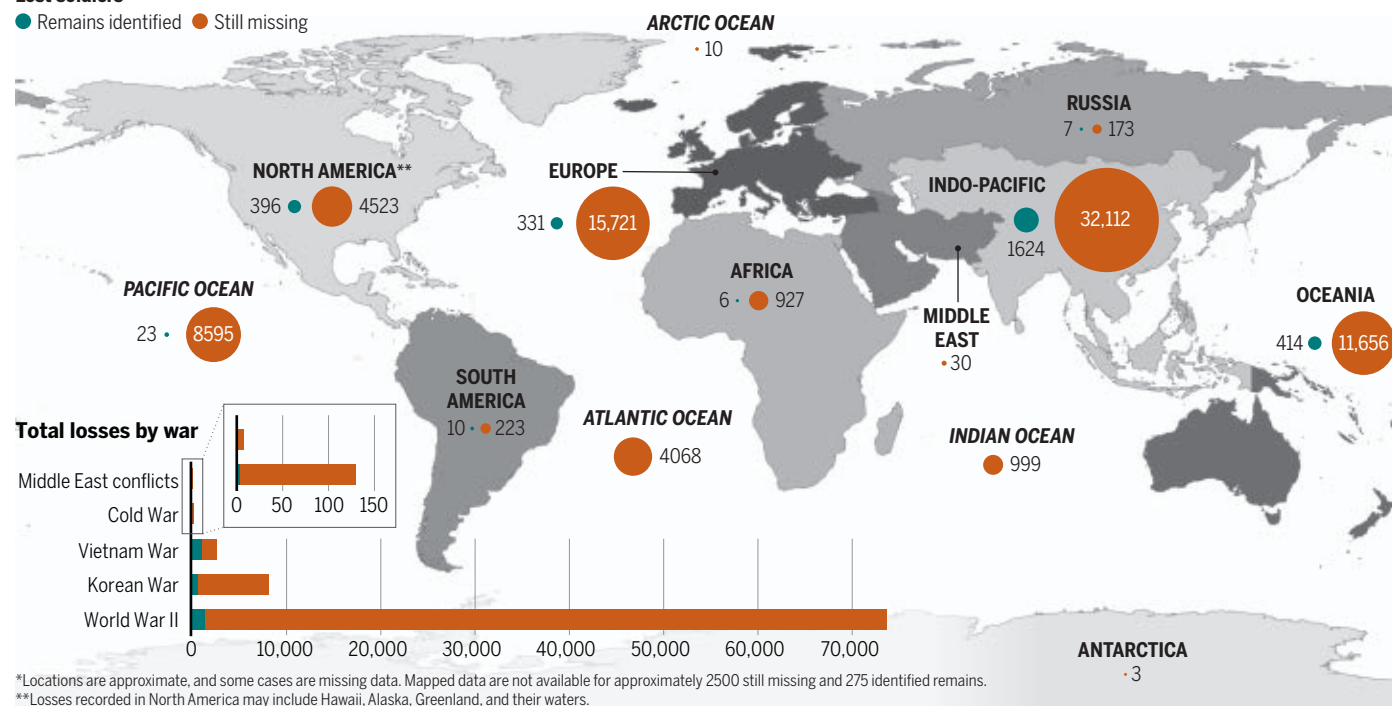 Remains identified Still missing
ARCTIC OCEAN
10
RUSSIA
7 173
NORTH AMERICA**
396 4523
EUROPE
331 15,721
INDO-PACIFIC
32,112
1624
AFRICA
6 927
MIDDLE
EAST
30
PACIFIC OCEAN
23 8595
OCEANIA
414 11,656
SOUTH
AMERICA
10 223
ATLANTIC OCEAN
4068
INDIAN OCEAN
999
Total losses by war
0 50 100 150
Middle East conflicts
Cold War
Vietnam War
Korean War
World War II
0 10,000 20,000 30,000 40,000 50,000 60,000 70,000
ANTARCTICA
3
*Locations are approximate, and some cases are missing data. Mapped data are not available for approximately 2500 still missing and 275 identified remains.
**Losses recorded in North America may include Hawaii, Alaska, Greenland, and their waters.